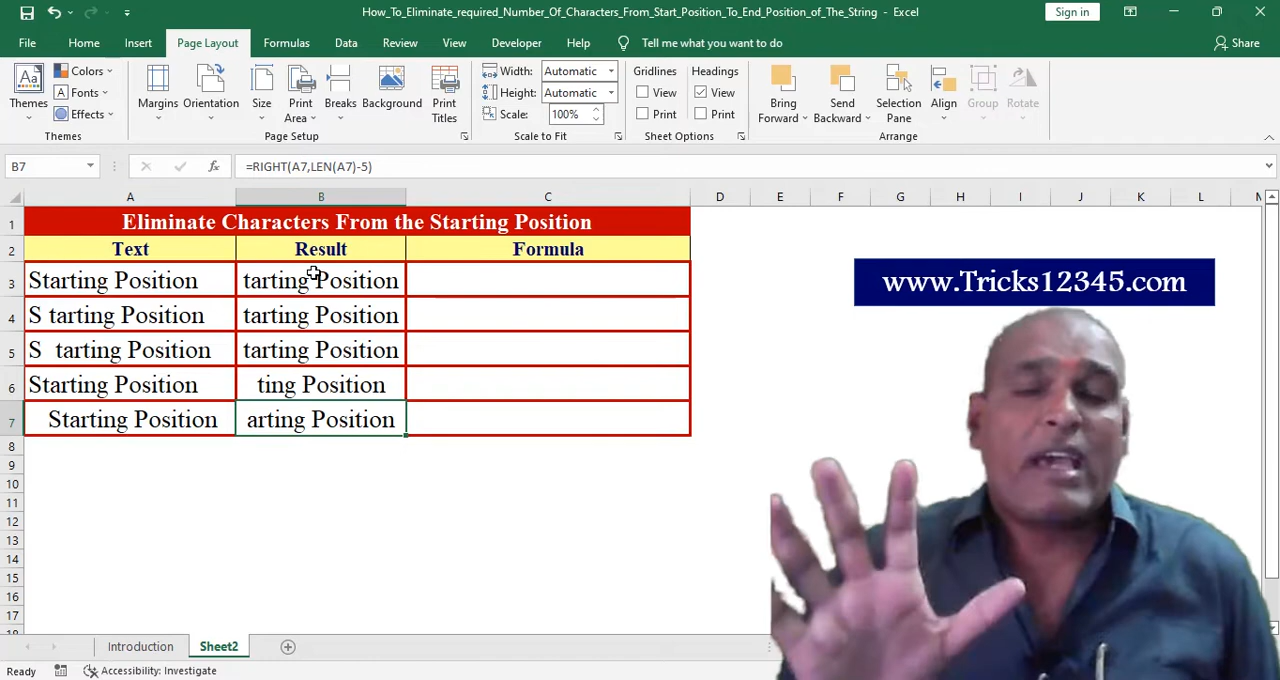 How_To_Eliminate_required_Number_Of_Characters_From_Start_Position_To_End_Position_of_The_String - Excel
Sign in
File Home Insert Page Layout Formulas Data Review View Developer Help Tell me what you want to do Share
Colors Width: Automatic Gridlines Headings
Fonts Height: Automatic View View
Themes Effects Margins Orientation Size Print Area Breaks Background Print Titles Scale: 100% Print Print Bring Forward Send Backward Selection Pane Align Group Rotate
Themes Page Setup Scale to Fit Sheet Options Arrange
B7 fx =RIGHT(A7,LEN(A7)-5)
A B C D E F G H I J K L M
1 Eliminate Characters From the Starting Position
2 Text Result Formula
3 Starting Position tarting Position
www.Tricks12345.com
4 S tarting Position tarting Position
5 S  tarting Position tarting Position
6 Starting Position ting Position
7 Starting Position arting Position
8
9
10
11
12
13
14
15
16
17
18
Introduction Sheet2
Ready Accessibility: Investigate